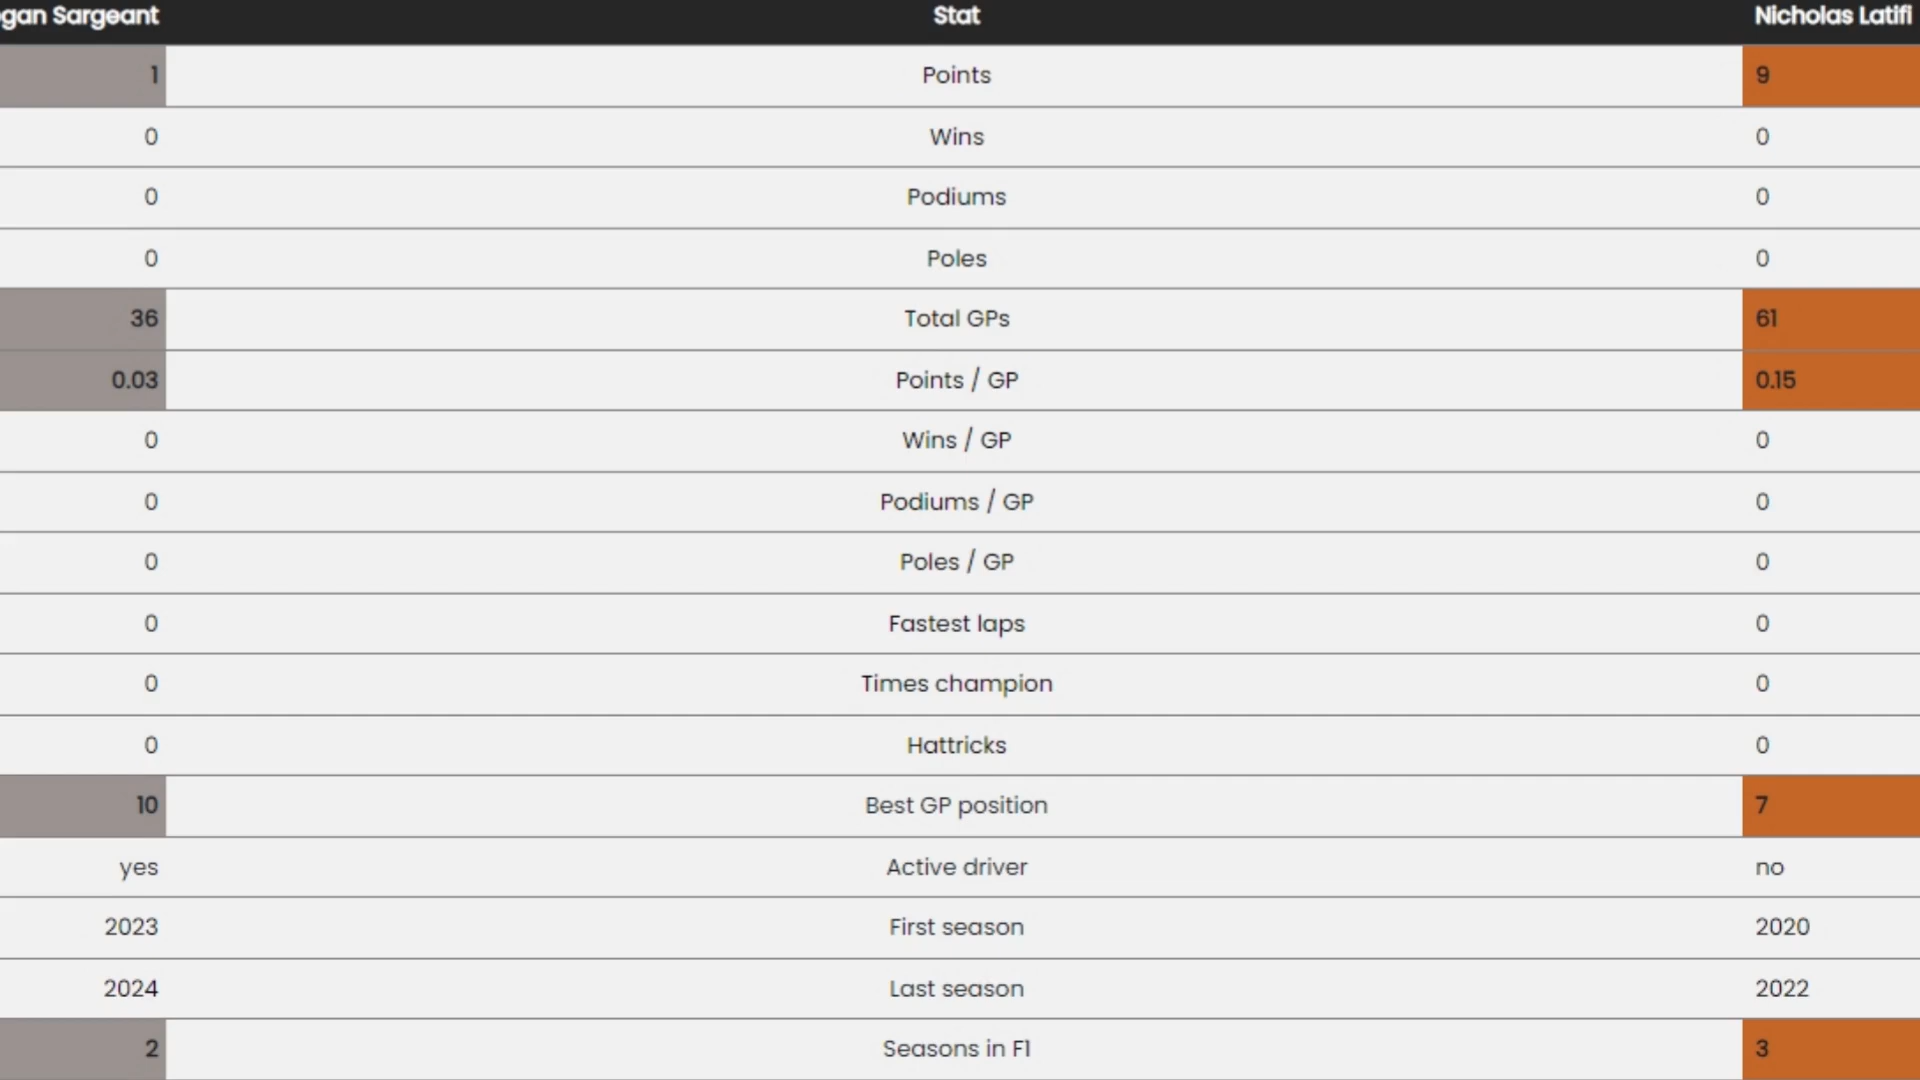 gan Sargeant Stat Nicholas Latifi
1 Points 9
0 Wins 0
0 Podiums 0
0 Poles 0
36 Total GPs 61
0.03 Points / GP 0.15
0 Wins / GP 0
0 Podiums / GP 0
0 Poles / GP 0
0 Fastest laps 0
0 Times champion 0
0 Hattricks 0
10 Best GP position 7
yes Active driver no
2023 First season 2020
2024 Last season 2022
2 Seasons in F1 3